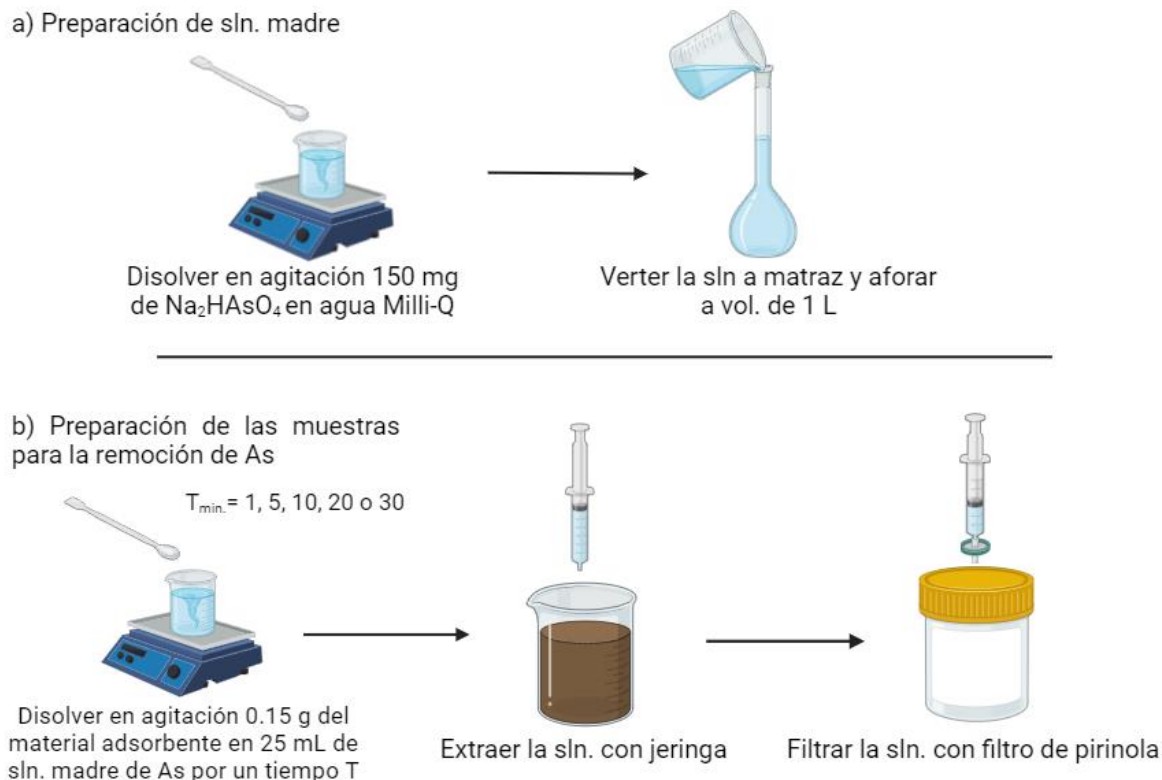 a) Preparación de sln. madre
Disolver en agitación 150 mg
de Na₂HAsO₄ en agua Milli-Q
Verter la sln a matraz y aforar
a vol. de 1 L
b) Preparación de las muestras
para la remoción de As
Tmin.= 1, 5, 10, 20 o 30
Disolver en agitación 0.15 g del
material adsorbente en 25 mL de
sln. madre de As por un tiempo T
Extraer la sln. con jeringa
Filtrar la sln. con filtro de pirinola